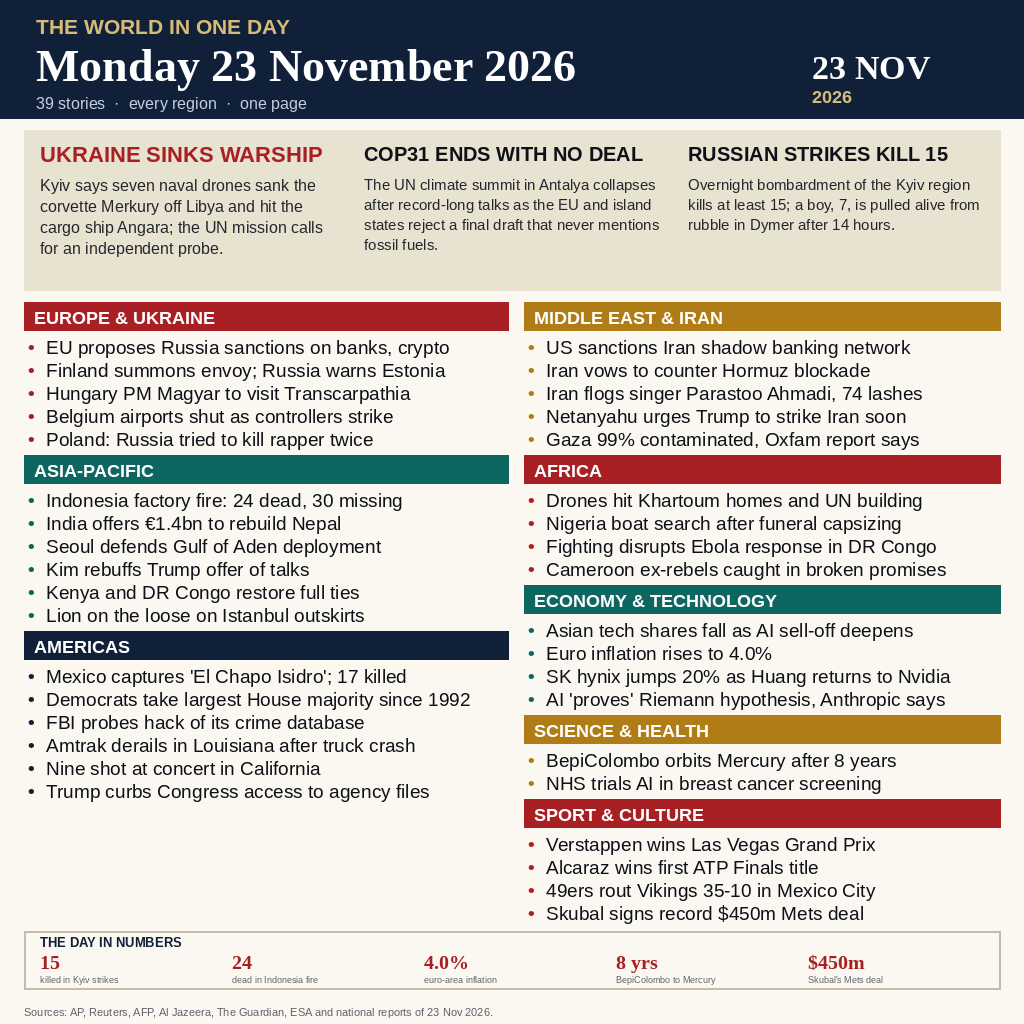 THE WORLD IN ONE DAY
Monday 23 November 2026
39 stories · every region · one page
23 NOV
2026
UKRAINE SINKS WARSHIP
Kyiv says seven naval drones sank the
corvette Merkury off Libya and hit the
cargo ship Angara; the UN mission calls
for an independent probe.
COP31 ENDS WITH NO DEAL
The UN climate summit in Antalya collapses
after record-long talks as the EU and island
states reject a final draft that never mentions
fossil fuels.
RUSSIAN STRIKES KILL 15
Overnight bombardment of the Kyiv region
kills at least 15; a boy, 7, is pulled alive from
rubble in Dymer after 14 hours.
EUROPE & UKRAINE
• EU proposes Russia sanctions on banks, crypto
• Finland summons envoy; Russia warns Estonia
• Hungary PM Magyar to visit Transcarpathia
• Belgium airports shut as controllers strike
• Poland: Russia tried to kill rapper twice
ASIA-PACIFIC
• Indonesia factory fire: 24 dead, 30 missing
• India offers €1.4bn to rebuild Nepal
• Seoul defends Gulf of Aden deployment
• Kim rebuffs Trump offer of talks
• Kenya and DR Congo restore full ties
• Lion on the loose on Istanbul outskirts
AMERICAS
• Mexico captures 'El Chapo Isidro'; 17 killed
• Democrats take largest House majority since 1992
• FBI probes hack of its crime database
• Amtrak derails in Louisiana after truck crash
• Nine shot at concert in California
• Trump curbs Congress access to agency files
MIDDLE EAST & IRAN
• US sanctions Iran shadow banking network
• Iran vows to counter Hormuz blockade
• Iran flogs singer Parastoo Ahmadi, 74 lashes
• Netanyahu urges Trump to strike Iran soon
• Gaza 99% contaminated, Oxfam report says
AFRICA
• Drones hit Khartoum homes and UN building
• Nigeria boat search after funeral capsizing
• Fighting disrupts Ebola response in DR Congo
• Cameroon ex-rebels caught in broken promises
ECONOMY & TECHNOLOGY
• Asian tech shares fall as AI sell-off deepens
• Euro inflation rises to 4.0%
• SK hynix jumps 20% as Huang returns to Nvidia
• AI 'proves' Riemann hypothesis, Anthropic says
SCIENCE & HEALTH
• BepiColombo orbits Mercury after 8 years
• NHS trials AI in breast cancer screening
SPORT & CULTURE
• Verstappen wins Las Vegas Grand Prix
• Alcaraz wins first ATP Finals title
• 49ers rout Vikings 35-10 in Mexico City
• Skubal signs record $450m Mets deal
THE DAY IN NUMBERS
15
killed in Kyiv strikes
24
dead in Indonesia fire
4.0%
euro-area inflation
8 yrs
BepiColombo to Mercury
$450m
Skubal's Mets deal
Sources: AP, Reuters, AFP, Al Jazeera, The Guardian, ESA and national reports of 23 Nov 2026.